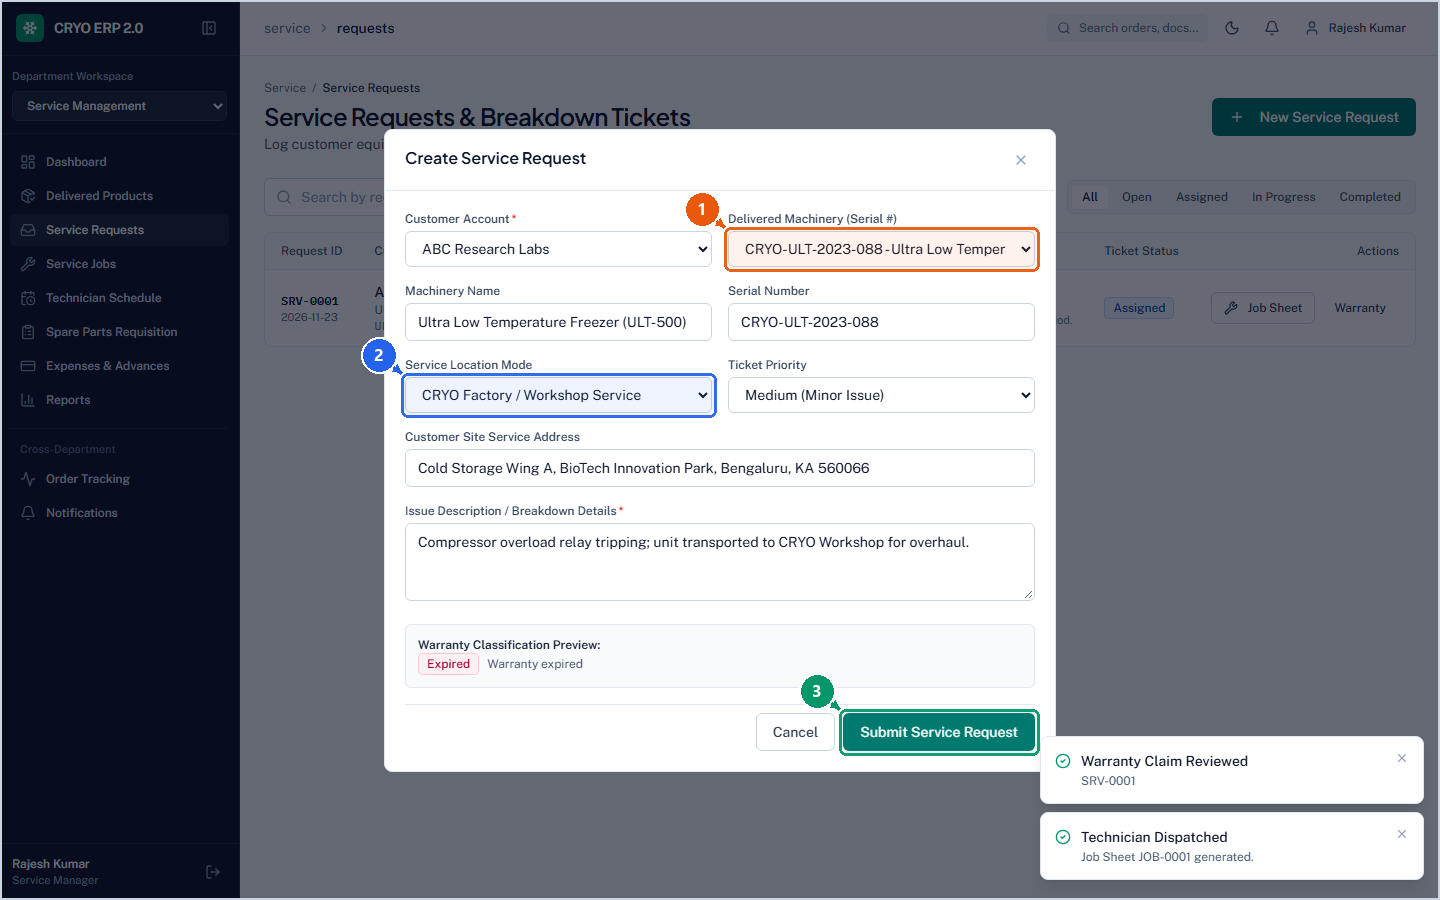 CRYO ERP 2.0
service > requests
Search orders, docs...
Rajesh Kumar
Department Workspace
Service Management
Dashboard
Delivered Products
Service Requests
Service Jobs
Technician Schedule
Spare Parts Requisition
Expenses & Advances
Reports
Cross-Department
Order Tracking
Notifications
Rajesh Kumar
Service Manager
Service / Service Requests
Service Requests & Breakdown Tickets
Log customer equi
New Service Request
Search by re
All Open Assigned In Progress Completed
Request ID Ticket Status Actions
SRV-0001
2026-11-23
od.
Assigned Job Sheet Warranty
Create Service Request
1
Customer Account * Delivered Machinery (Serial #)
ABC Research Labs CRYO-ULT-2023-088 - Ultra Low Temper
Machinery Name Serial Number
Ultra Low Temperature Freezer (ULT-500) CRYO-ULT-2023-088
2
Service Location Mode Ticket Priority
CRYO Factory / Workshop Service Medium (Minor Issue)
Customer Site Service Address
Cold Storage Wing A, BioTech Innovation Park, Bengaluru, KA 560066
Issue Description / Breakdown Details *
Compressor overload relay tripping; unit transported to CRYO Workshop for overhaul.
Warranty Classification Preview:
Expired Warranty expired
3
Cancel Submit Service Request
Warranty Claim Reviewed
SRV-0001
Technician Dispatched
Job Sheet JOB-0001 generated.